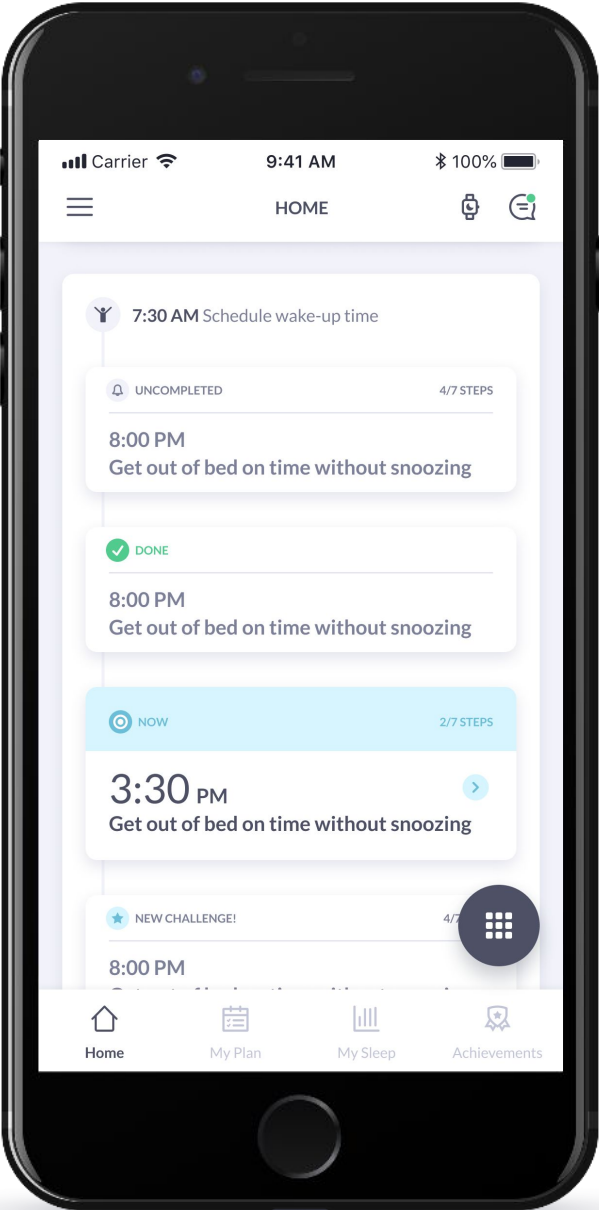 Carrier 9:41 AM 100%
HOME
7:30 AM Schedule wake-up time
UNCOMPLETED 4/7 STEPS
8:00 PM
Get out of bed on time without snoozing
DONE
8:00 PM
Get out of bed on time without snoozing
NOW 2/7 STEPS
3:30 PM
Get out of bed on time without snoozing
NEW CHALLENGE! 4/7
8:00 PM
Home My Plan My Sleep Achievements